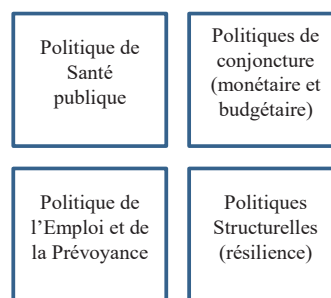 Politique de
Santé
publique
Politiques de
conjoncture
(monétaire et
budgétaire)
Politique de
l’Emploi et de
la Prévoyance
Politiques
Structurelles
(résilience)